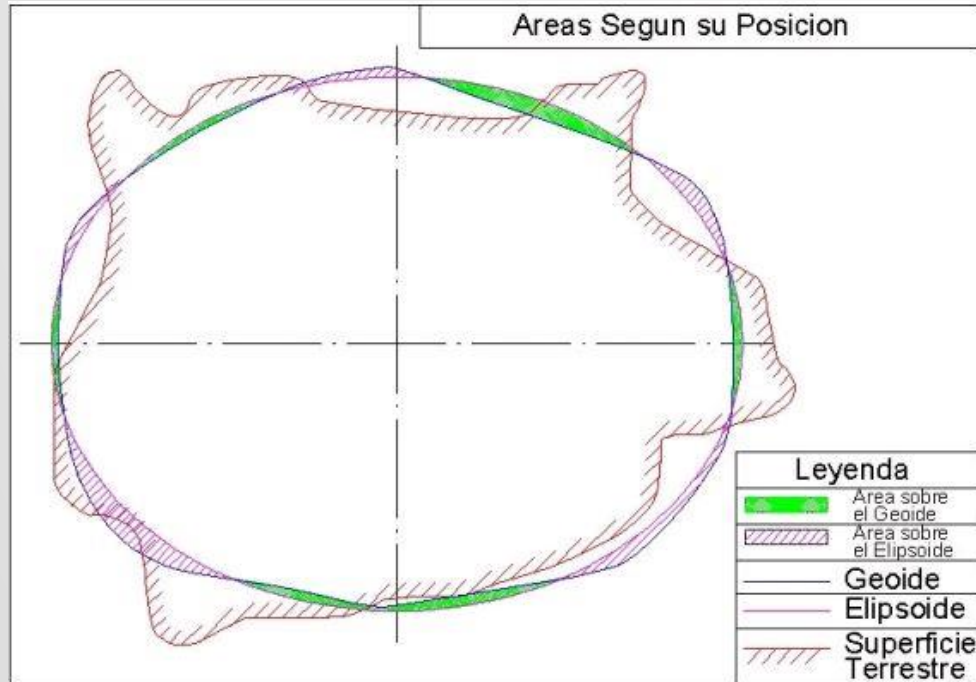 Areas Segun su Posicion
Leyenda
Area sobre
el Geoide
Area sobre
el Elipsoide
Geoide
Elipsoide
Superficie
Terrestre